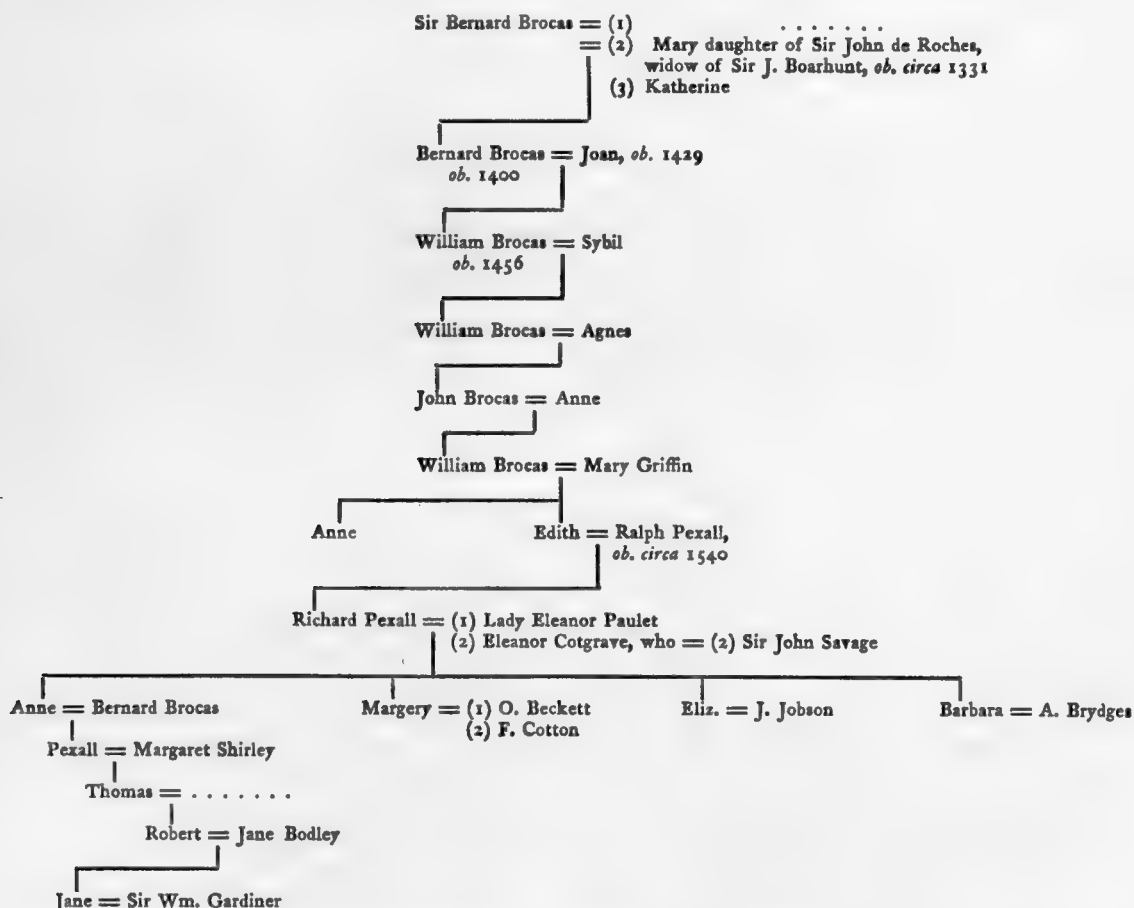 Sir Bernard Brocas = (1) . . . . . . .
= (2) Mary daughter of Sir John de Roches,
widow of Sir J. Boarhunt, ob. circa 1331
(3) Katherine
Bernard Brocas = Joan, ob. 1429
ob. 1400
William Brocas = Sybil
ob. 1456
William Brocas = Agnes
John Brocas = Anne
William Brocas = Mary Griffin
Anne Edith = Ralph Pexall,
ob. circa 1540
Richard Pexall = (1) Lady Eleanor Paulet
(2) Eleanor Cotgrave, who = (2) Sir John Savage
Anne = Bernard Brocas Margery = (1) O. Beckett Eliz. = J. Jobson Barbara = A. Brydges
(2) F. Cotton
Pexall = Margaret Shirley
Thomas = . . . . . . .
Robert = Jane Bodley
Jane = Sir Wm. Gardiner